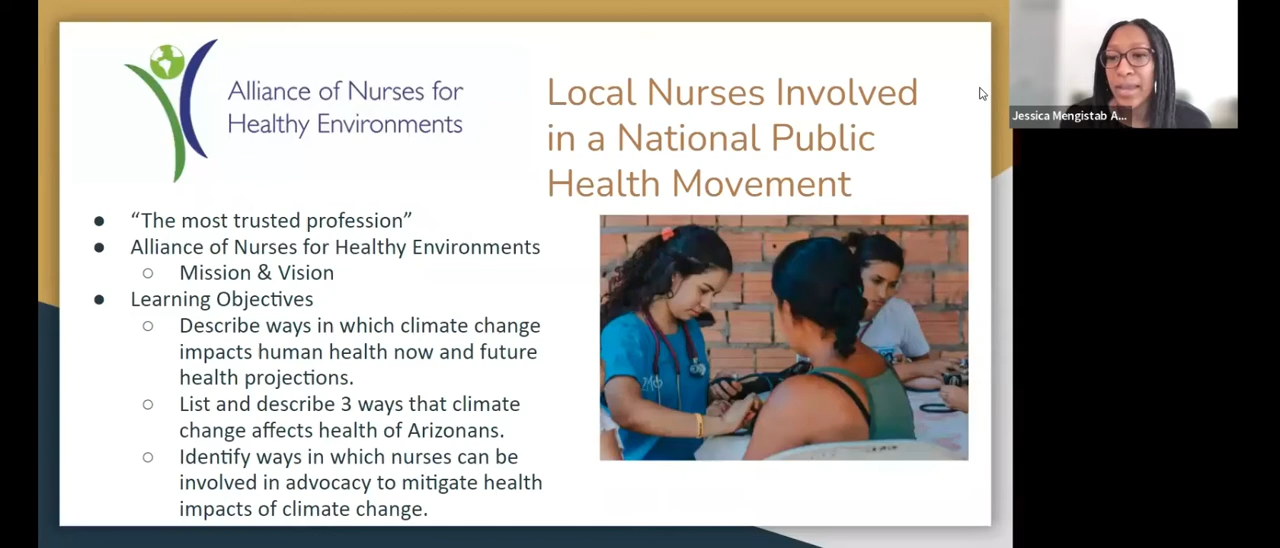 Alliance of Nurses for
Healthy Environments
Local Nurses Involved
in a National Public
Health Movement
● “The most trusted profession”
● Alliance of Nurses for Healthy Environments
○ Mission & Vision
● Learning Objectives
○ Describe ways in which climate change
impacts human health now and future
health projections.
○ List and describe 3 ways that climate
change affects health of Arizonans.
○ Identify ways in which nurses can be
involved in advocacy to mitigate health
impacts of climate change.
Jessica Mengistab A...